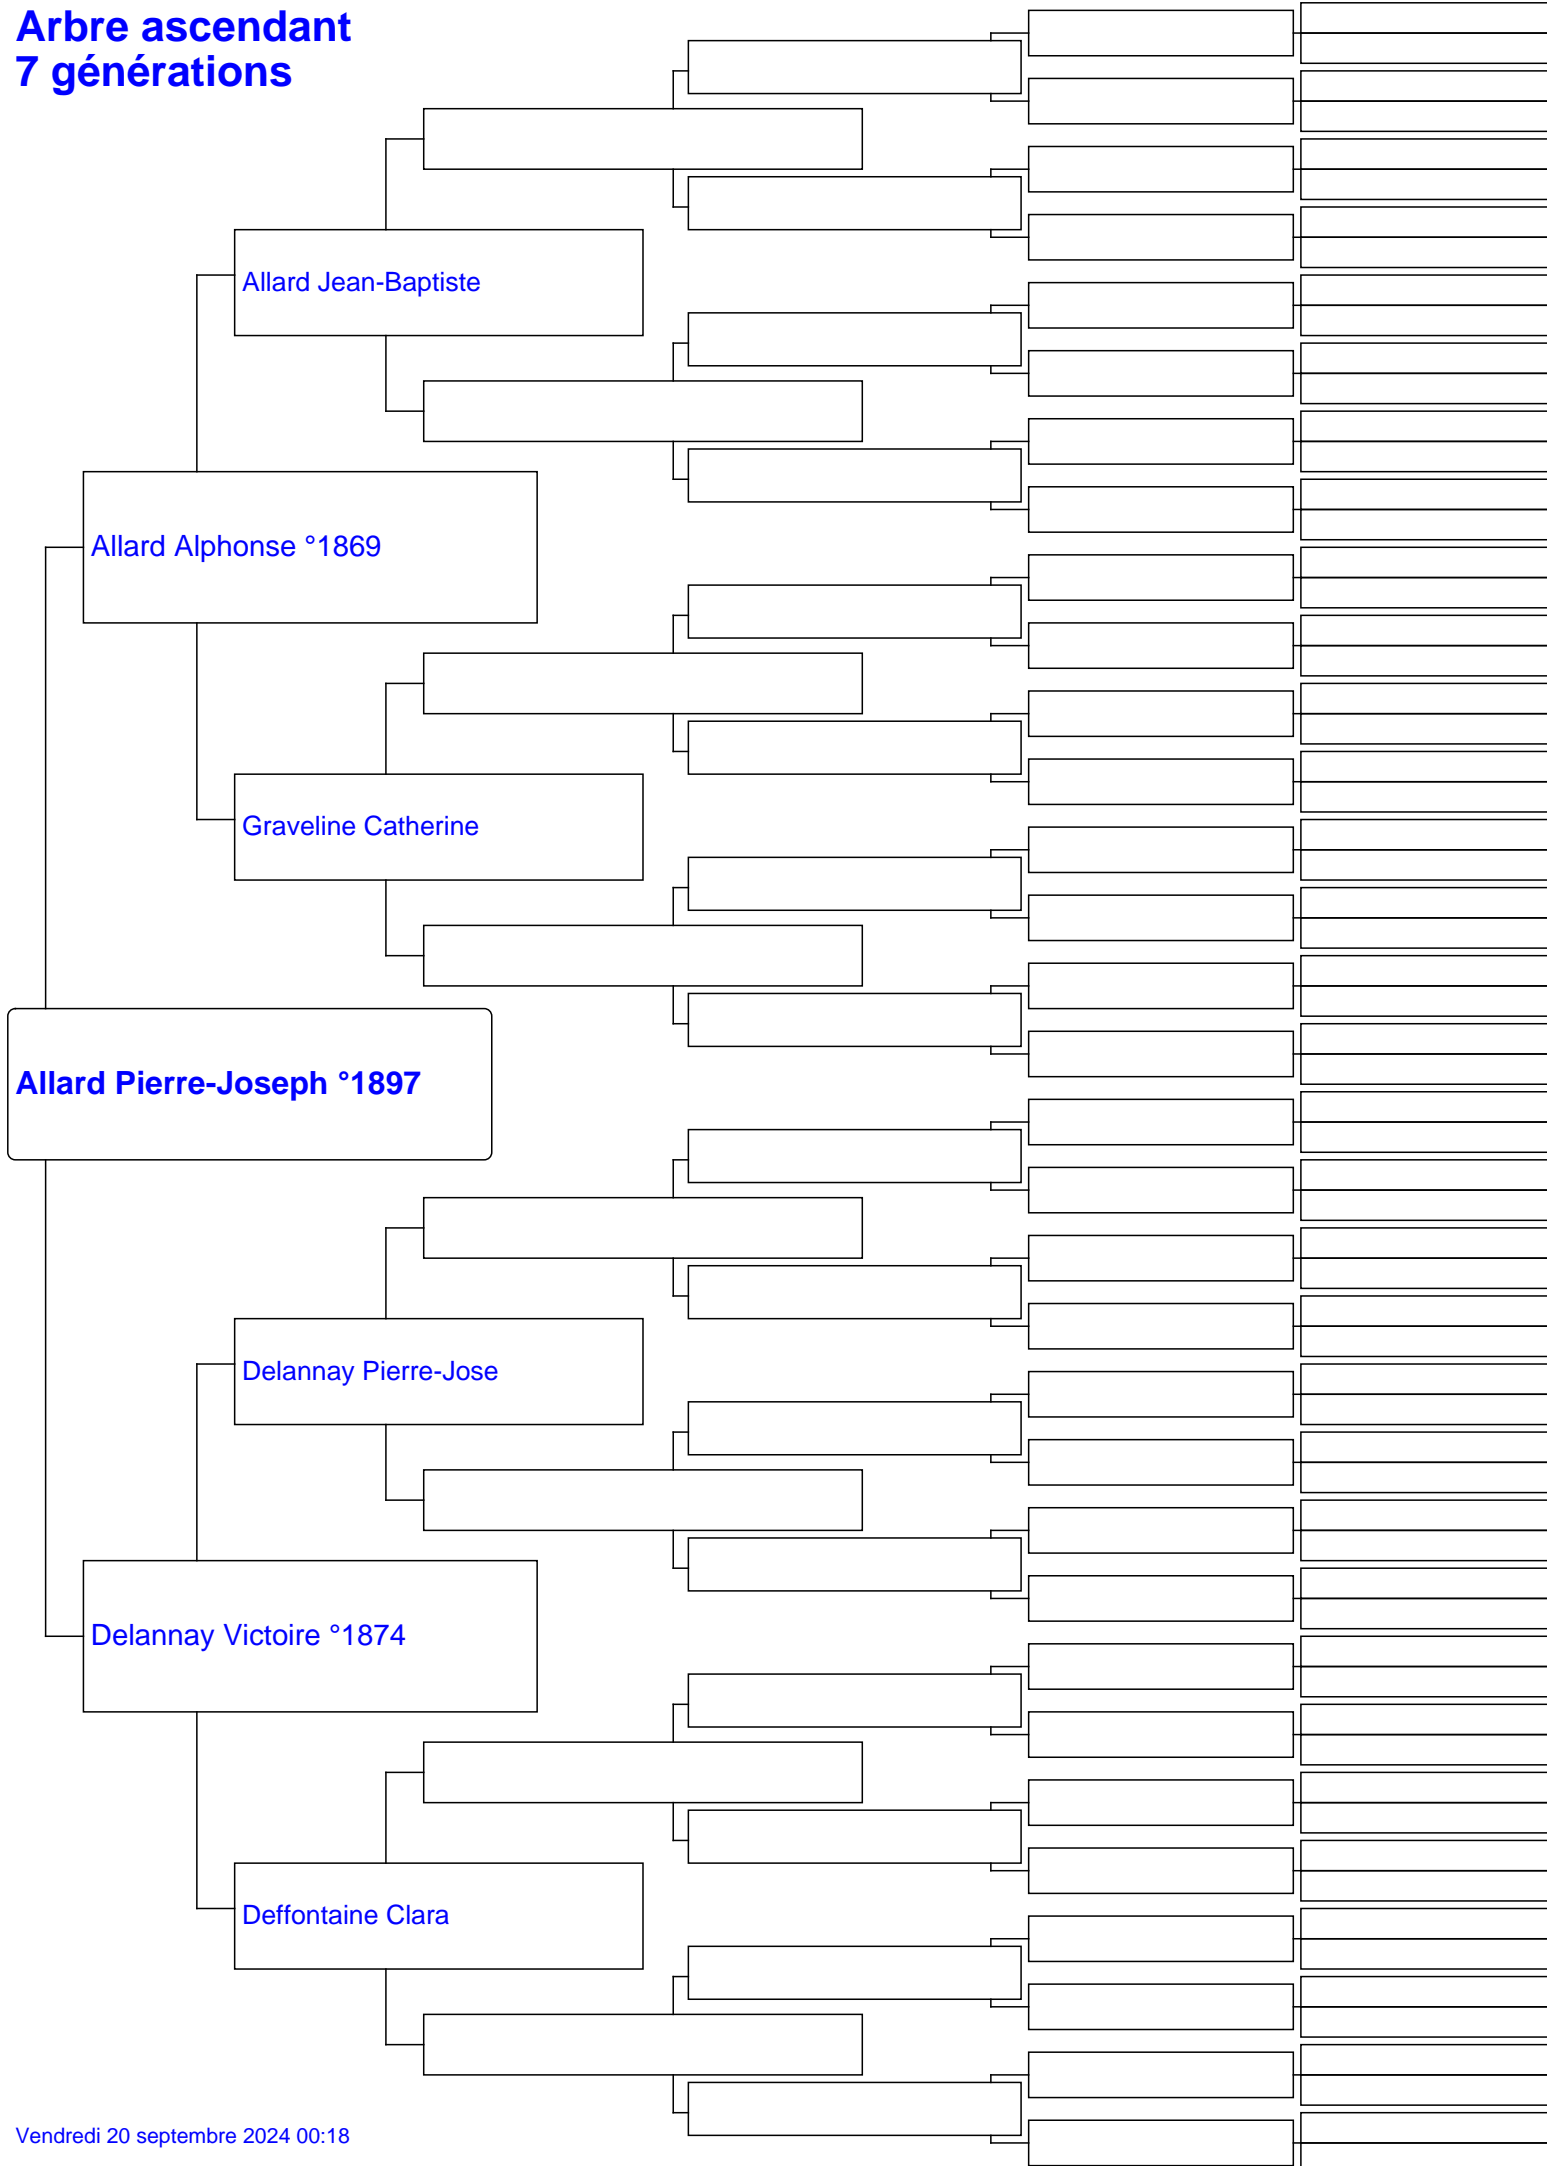 Arbre ascendant
7 générations
Allard Jean-Baptiste
Allard Alphonse °1869
Graveline Catherine
Allard Pierre-Joseph °1897
Delannay Pierre-Jose
Delannay Victoire °1874
Deffontaine Clara
Vendredi 20 septembre 2024 00:18